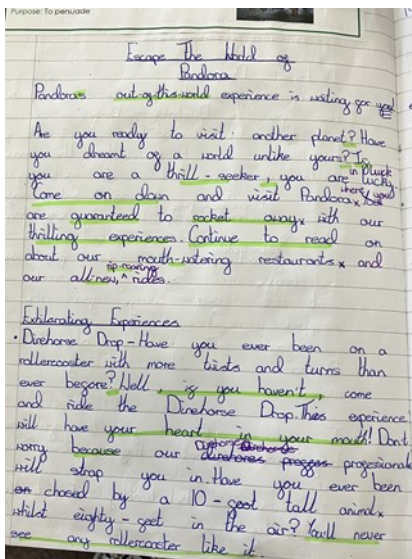 Purpose: To persuade
Escape The World of
Pandora
Pandoras out-of-this world experience is waiting for you!
Are you ready to visit another planet? Have
you dreamt of a world unlike yours? If
you are a thrill-seeker, you are in luck
Come on down and visit Pandora where you
are guaranteed to rocket away with our
thrilling experiences. Continue to read on
about our mouth-watering restaurants and
our all-new, rip-roaring rides.
Exhilarating Experiences
• Direhorse Drop - Have you ever been on a
rollercoaster with more twists and turns than
ever before? Well, if you haven't, come
and ride the Direhorse Drop. This experience
will have your heart in your mouth! Don't
worry because our Direhorse professionals
will strap you in. Have you ever been
chased by a 10-foot tall animal
whilst eighty-feet in the air? You'll never
see any rollercoaster like it